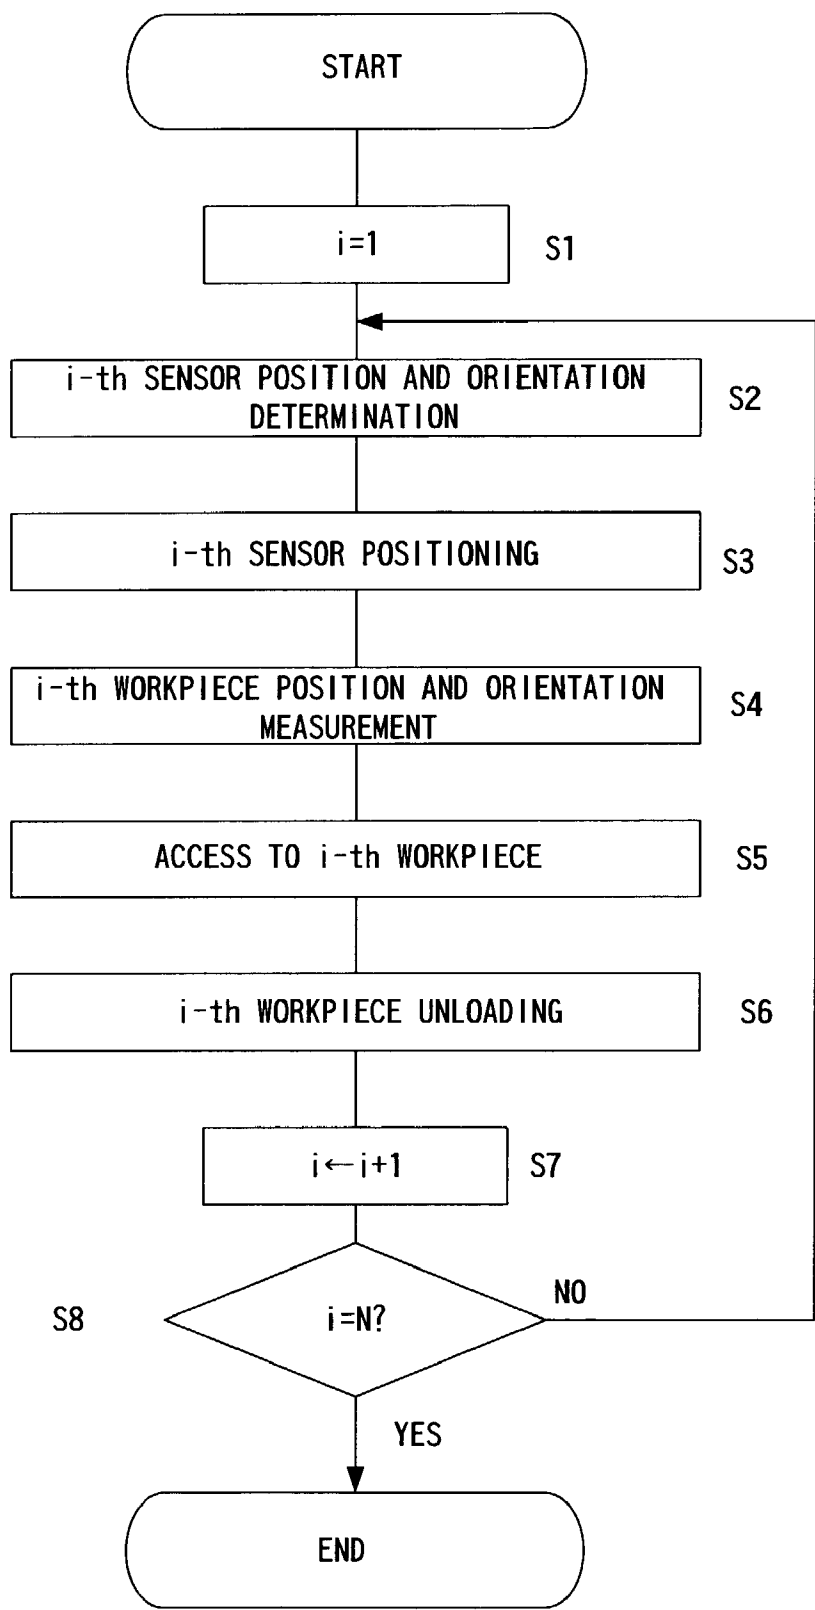 START
i=1
S1
i-th SENSOR POSITION AND ORIENTATION
DETERMINATION
S2
i-th SENSOR POSITIONING
S3
i-th WORKPIECE POSITION AND ORIENTATION
MEASUREMENT
S4
ACCESS TO i-th WORKPIECE
S5
i-th WORKPIECE UNLOADING
S6
i←i+1
S7
S8
i=N?
NO
YES
END